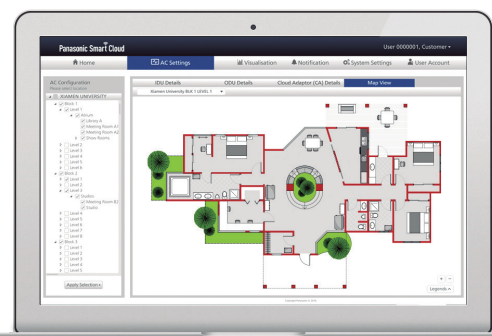 Panasonic Smart Cloud
User 0000001, Customer
Home
AC Settings
Visualisation
Notification
System Settings
User Account
AC Configuration
Please select location
IDU Details
ODU Details
Cloud Adaptor (CA) Details
Map View
Xiamen University BLK 1 LEVEL 1
XIAMEN UNIVERSITY
Block 1
Level 1
Atrium
Library A
Meeting Room A1
Meeting Room A2
Show Rooms
Level 2
Level 3
Level 4
Level 5
Level 6
Block 2
Level 1
Level 2
Level 3
Studios
Meeting Room B2
Studio
Level 4
Level 5
Level 6
Level 7
Level 8
Block 3
Level 1
Level 2
Level 3
Level 4
Level 5
Apply Selection
+ −
Legends